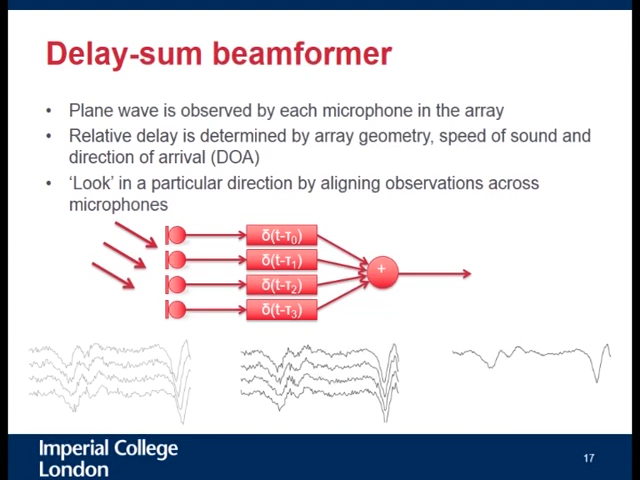 Delay-sum beamformer
• Plane wave is observed by each microphone in the array
• Relative delay is determined by array geometry, speed of sound and
direction of arrival (DOA)
• ‘Look’ in a particular direction by aligning observations across
microphones
δ(t-τ₀)
δ(t-τ₁)
+
δ(t-τ₂)
δ(t-τ₃)
Imperial College
London
17